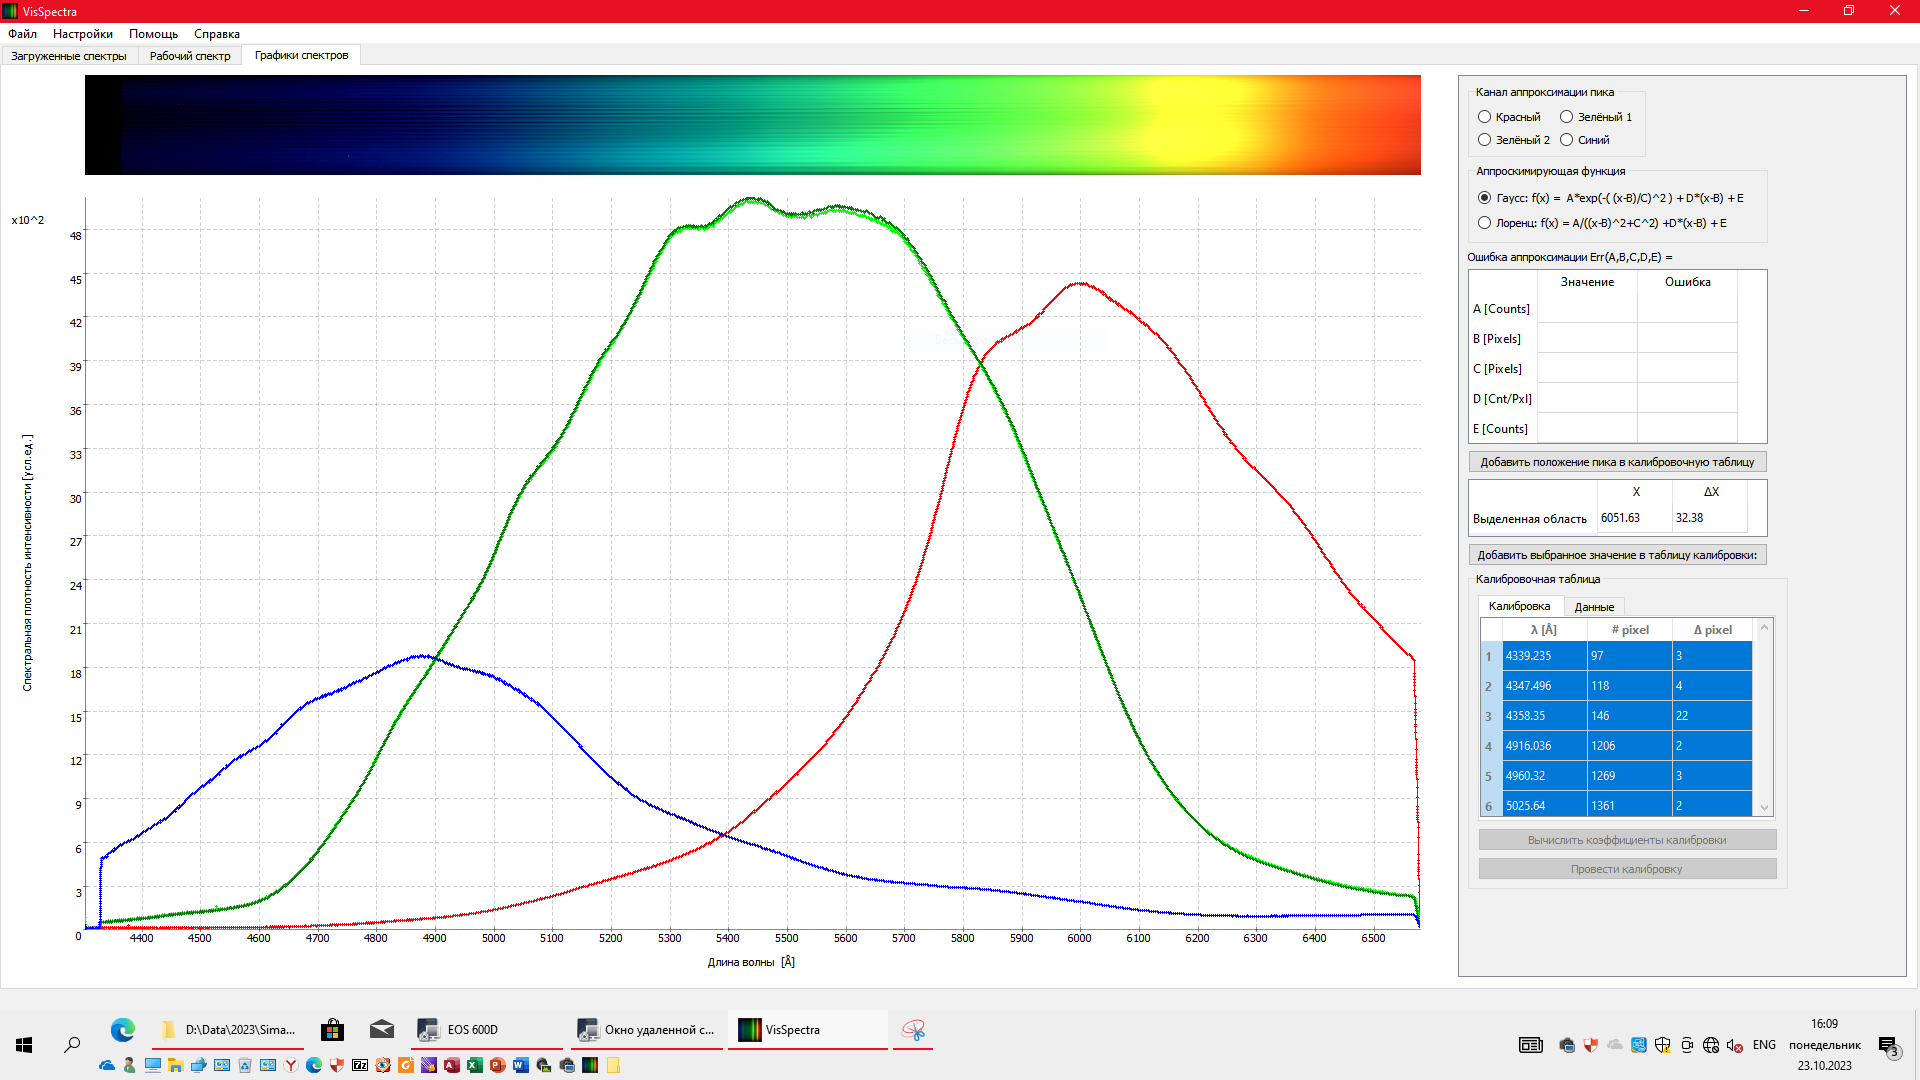 VisSpectra
Файл Настройки Помощь Справка
Загруженные спектры Рабочий спектр Графики спектров
x10^2
48
45
42
39
36
33
30
27
24
21
18
15
12
9
6
3
0
Спектральная плотность интенсивности [усл.ед.]
4400 4500 4600 4700 4800 4900 5000 5100 5200 5300 5400 5500 5600 5700 5800 5900 6000 6100 6200 6300 6400 6500
Длина волны [Å]
Канал аппроксимации пика
Красный Зелёный 1
Зелёный 2 Синий
Аппроскимирующая функция
Гаусс: f(x) = A*exp(-( (x-B)/C)^2 ) + D*(x-B) + E
Лоренц: f(x) = A/((x-B)^2+C^2) +D*(x-B) + E
Ошибка аппроксимации Err(A,B,C,D,E) =
Значение Ошибка
A [Counts]
B [Pixels]
C [Pixels]
D [Cnt/Pxl]
E [Counts]
Добавить положение пика в калибровочную таблицу
X ΔX
Выделенная область 6051.63 32.38
Добавить выбранное значение в таблицу калибровки:
Калибровочная таблица
Калибровка Данные
λ [Å] # pixel Δ pixel
1 4339.235 97 3
2 4347.496 118 4
3 4358.35 146 22
4 4916.036 1206 2
5 4960.32 1269 3
6 5025.64 1361 2
Вычислить коэффициенты калибровки
Провести калибровку
D:\Data\2023\Sima... EOS 600D Окно удаленной с... VisSpectra
ENG
16:09
понедельник
23.10.2023
3